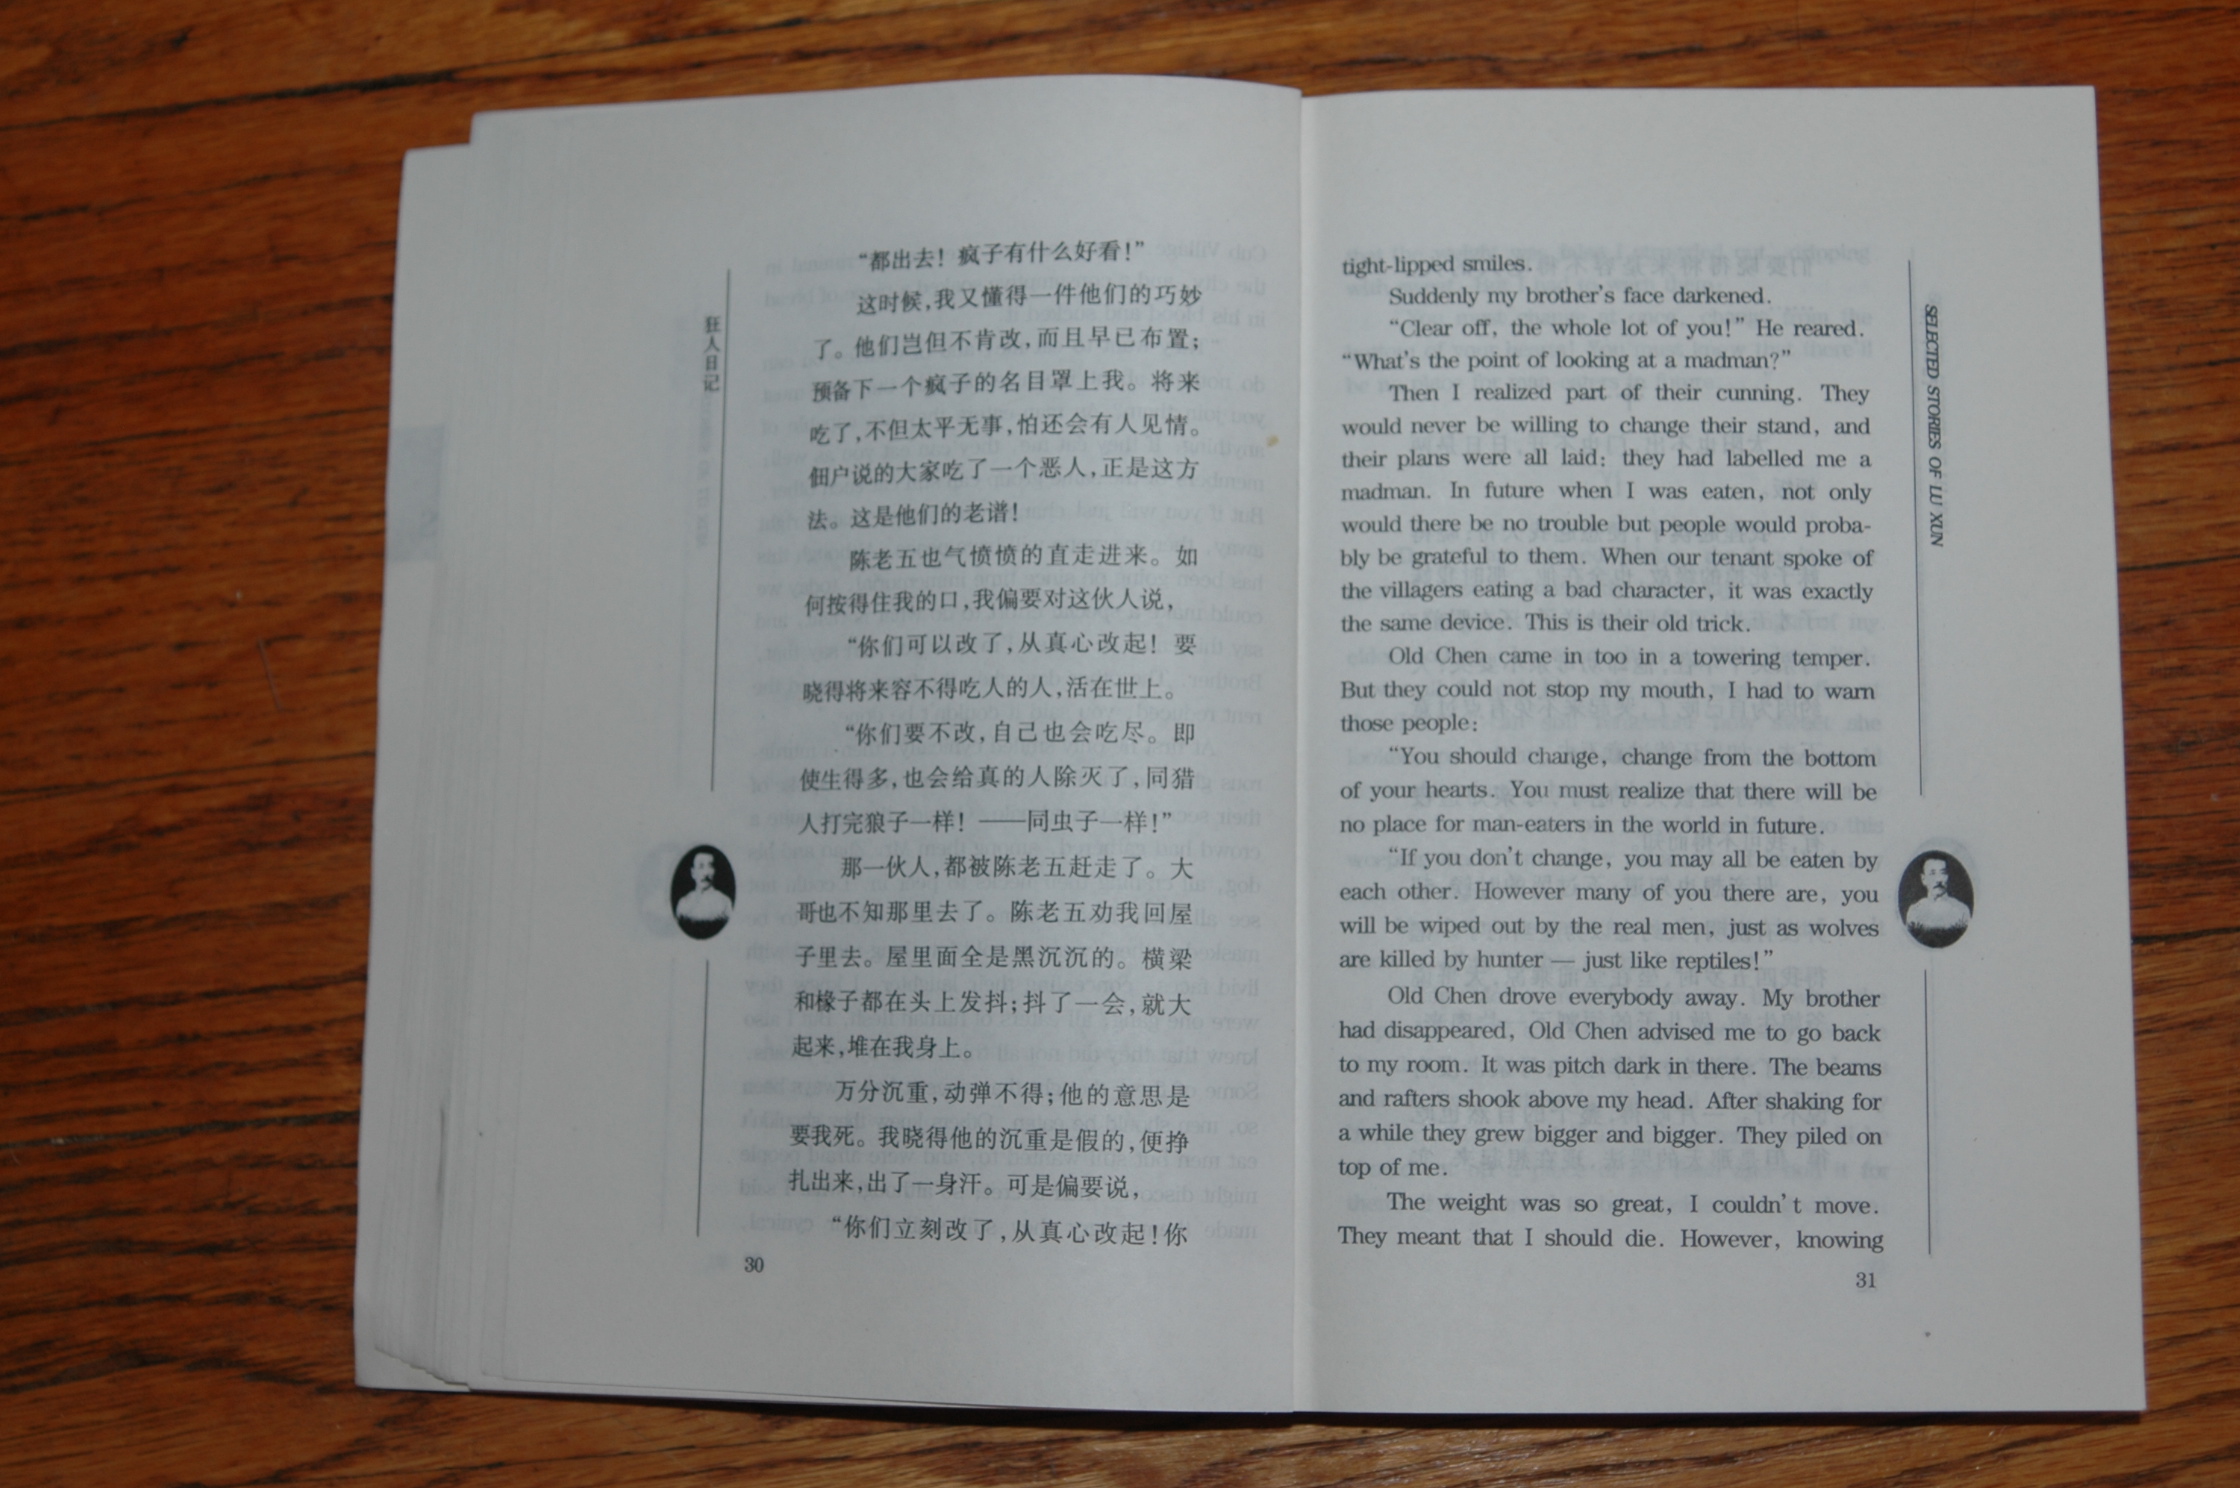 狂人日记
“都出去！疯子有什么好看！”
这时候，我又懂得一件他们的巧妙
了。他们岂但不肯改，而且早已布置；
预备下一个疯子的名目罩上我。将来
吃了，不但太平无事，怕还会有人见情。
佃户说的大家吃了一个恶人，正是这方
法。这是他们的老谱！
陈老五也气愤愤的直走进来。如
何按得住我的口，我偏要对这伙人说，
“你们可以改了，从真心改起！要
晓得将来容不得吃人的人，活在世上。
“你们要不改，自己也会吃尽。即
使生得多，也会给真的人除灭了，同猎
人打完狼子一样！——同虫子一样！”
那一伙人，都被陈老五赶走了。大
哥也不知那里去了。陈老五劝我回屋
子里去。屋里面全是黑沉沉的。横梁
和椽子都在头上发抖；抖了一会，就大
起来，堆在我身上。
万分沉重，动弹不得；他的意思是
要我死。我晓得他的沉重是假的，便挣
扎出来，出了一身汗。可是偏要说，
“你们立刻改了，从真心改起！你
30
SELECTED STORIES OF LU XUN
tight-lipped smiles.
Suddenly my brother's face darkened.
“Clear off, the whole lot of you!” He roared.
“What's the point of looking at a madman?”
Then I realized part of their cunning. They
would never be willing to change their stand, and
their plans were all laid: they had labelled me a
madman. In future when I was eaten, not only
would there be no trouble but people would proba-
bly be grateful to them. When our tenant spoke of
the villagers eating a bad character, it was exactly
the same device. This is their old trick.
Old Chen came in too in a towering temper.
But they could not stop my mouth, I had to warn
those people:
“You should change, change from the bottom
of your hearts. You must realize that there will be
no place for man-eaters in the world in future.
“If you don't change, you may all be eaten by
each other. However many of you there are, you
will be wiped out by the real men, just as wolves
are killed by hunter — just like reptiles!”
Old Chen drove everybody away. My brother
had disappeared, Old Chen advised me to go back
to my room. It was pitch dark in there. The beams
and rafters shook above my head. After shaking for
a while they grew bigger and bigger. They piled on
top of me.
The weight was so great, I couldn't move.
They meant that I should die. However, knowing
31